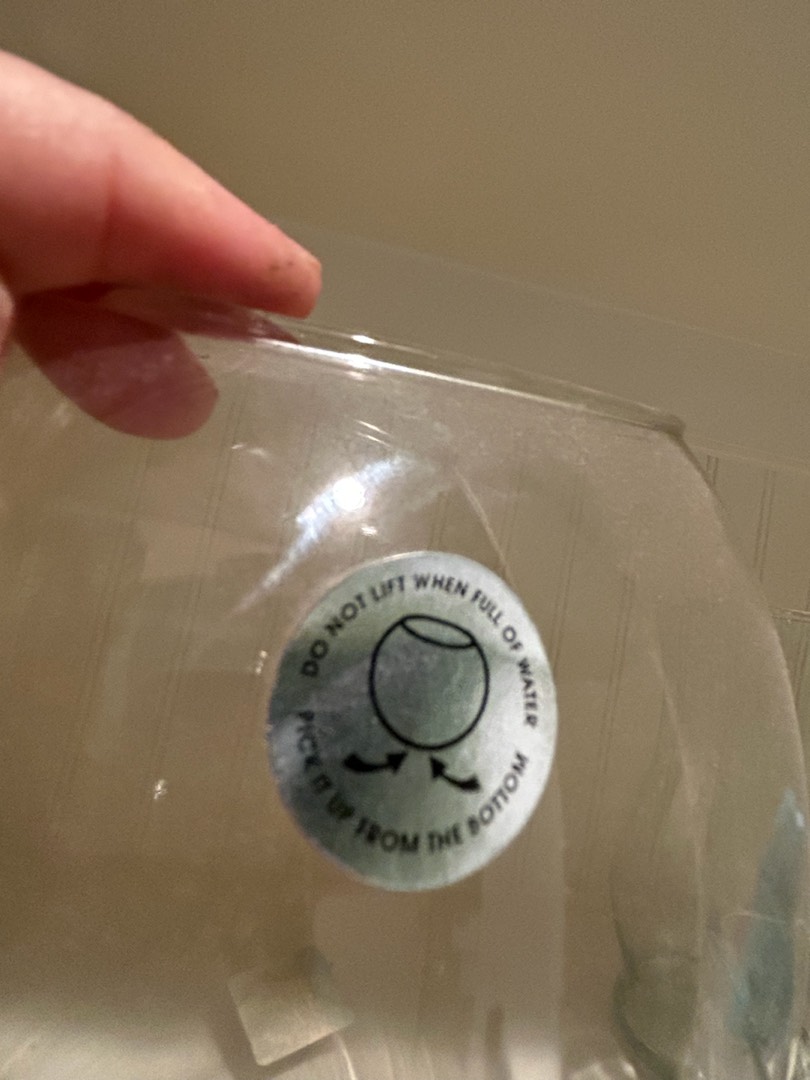 DO NOT LIFT WHEN FULL OF WATER
PICK IT UP FROM THE BOTTOM